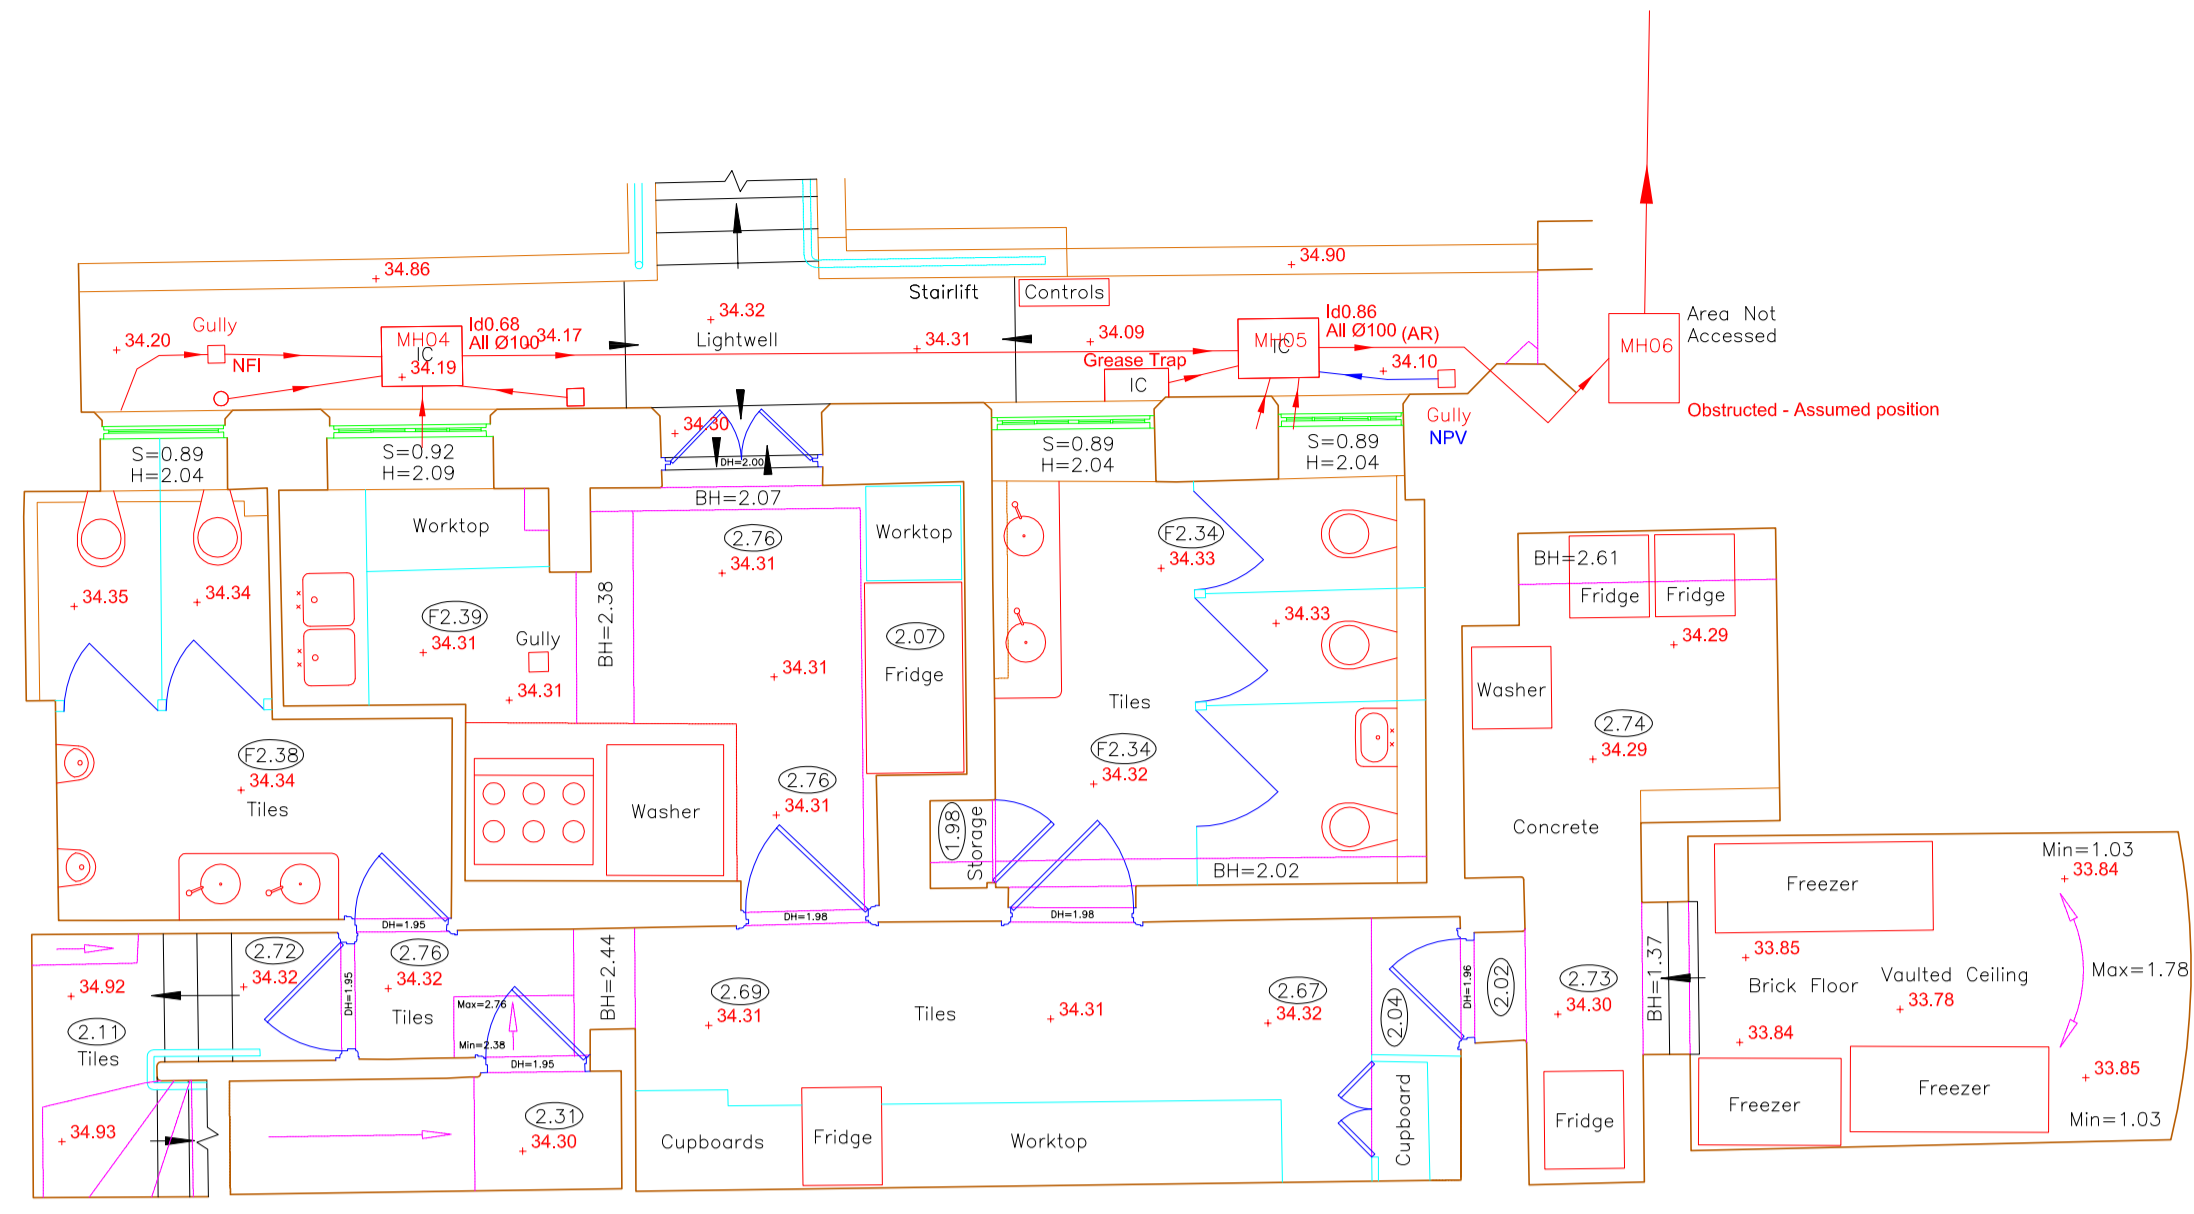 34.86
34.90
Stairlift
Controls
34.32
Lightwell
34.31
Gully
34.20
NFI
MH04
IC
34.19
Id0.68
All Ø100
34.17
34.09
Grease Trap
IC
Id0.86
All Ø100 (AR)
MH05
IC
34.10
Gully
NPV
MH06
Area Not
Accessed
Obstructed - Assumed position
34.30
DH=2.00
S=0.89
H=2.04
S=0.92
H=2.09
BH=2.07
S=0.89
H=2.04
S=0.89
H=2.04
Worktop
2.76
34.31
Worktop
F2.34
34.33
BH=2.61
Fridge
Fridge
34.35
34.34
F2.39
34.31
Gully
34.31
BH=2.38
34.31
2.07
Fridge
34.33
34.29
Washer
Tiles
2.74
34.29
F2.38
34.34
Tiles
Washer
2.76
34.31
F2.34
34.32
1.98
Storage
BH=2.02
Concrete
Freezer
Min=1.03
33.84
DH=1.95
DH=1.98
DH=1.98
2.72
34.32
DH=1.95
2.76
34.32
Tiles
BH=2.44
34.92
2.11
Tiles
34.93
Max=2.76
Min=2.38
DH=1.95
2.31
34.30
2.69
34.31
Tiles
34.31
2.67
34.32
2.04
DH=1.96
2.02
2.73
34.30
BH=1.37
33.85
Brick Floor
Vaulted Ceiling
33.78
Max=1.78
33.84
33.85
Cupboards
Fridge
Worktop
Cupboard
Fridge
Freezer
Freezer
Min=1.03